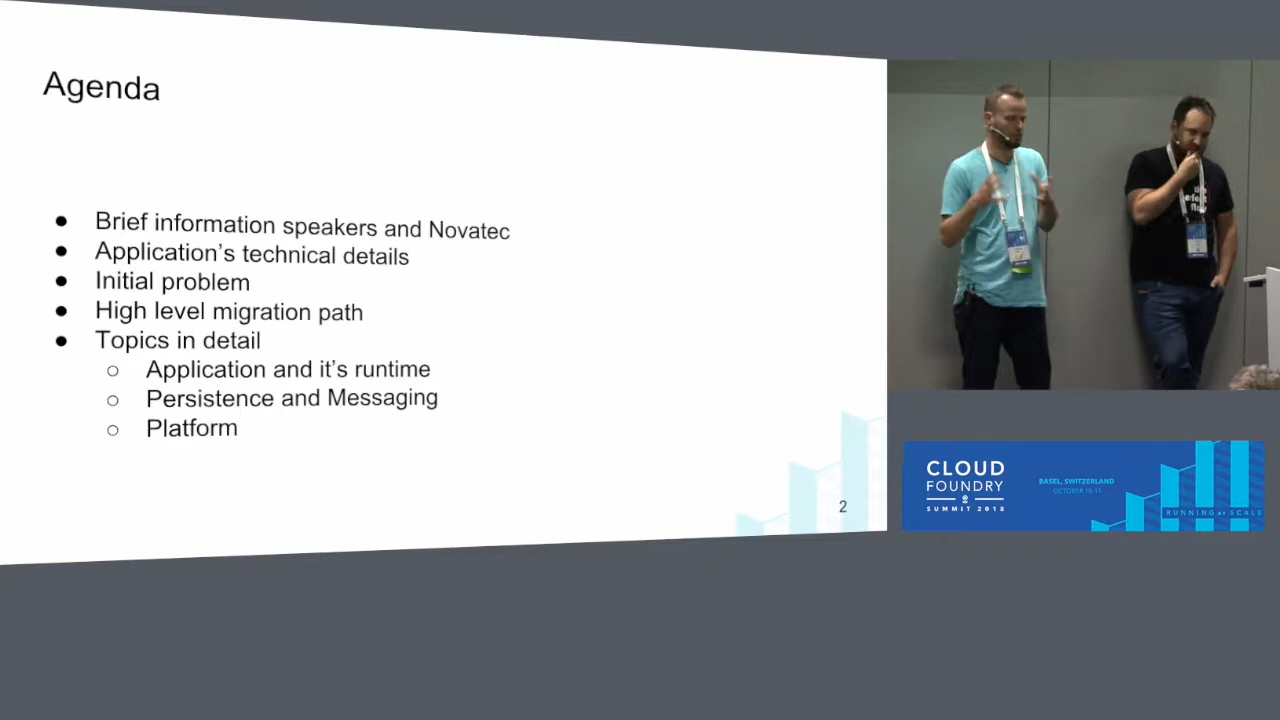 Agenda
● Brief information speakers and Novatec
● Application's technical details
● Initial problem
● High level migration path
● Topics in detail
○ Application and it's runtime
○ Persistence and Messaging
○ Platform
2
CLOUD
FOUNDRY
SUMMIT 2018
BASEL, SWITZERLAND
OCTOBER 10-11
RUNNING AT SCALE